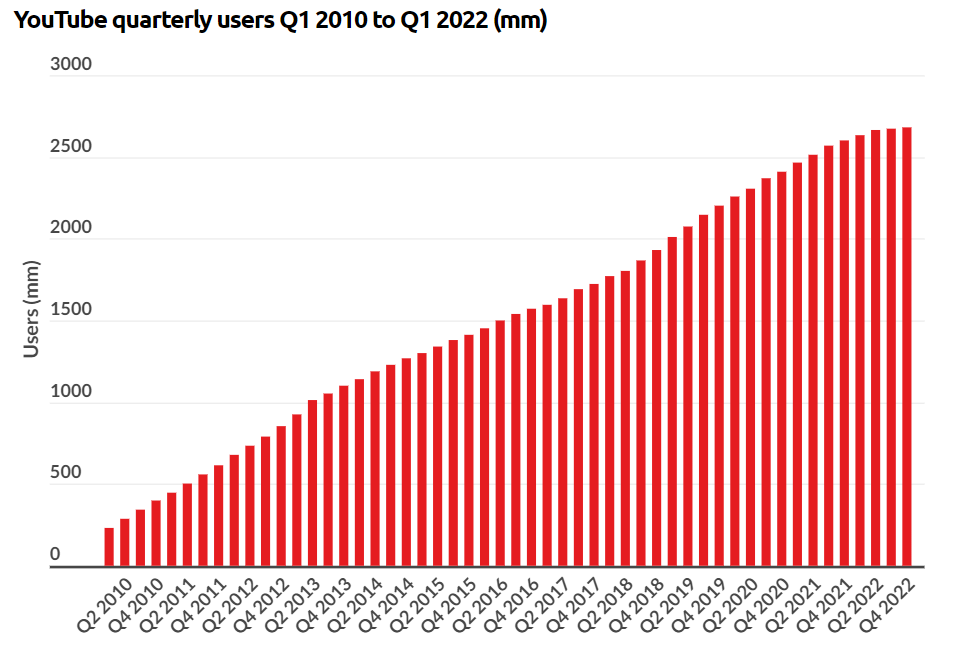 YouTube quarterly users Q1 2010 to Q1 2022 (mm)
3000
2500
2000
1500
1000
500
0
Users (mm)
Q2 2010
Q4 2010
Q2 2011
Q4 2011
Q2 2012
Q4 2012
Q2 2013
Q4 2013
Q2 2014
Q4 2014
Q2 2015
Q4 2015
Q2 2016
Q4 2016
Q2 2017
Q4 2017
Q2 2018
Q4 2018
Q2 2019
Q4 2019
Q2 2020
Q4 2020
Q2 2021
Q4 2021
Q2 2022
Q4 2022